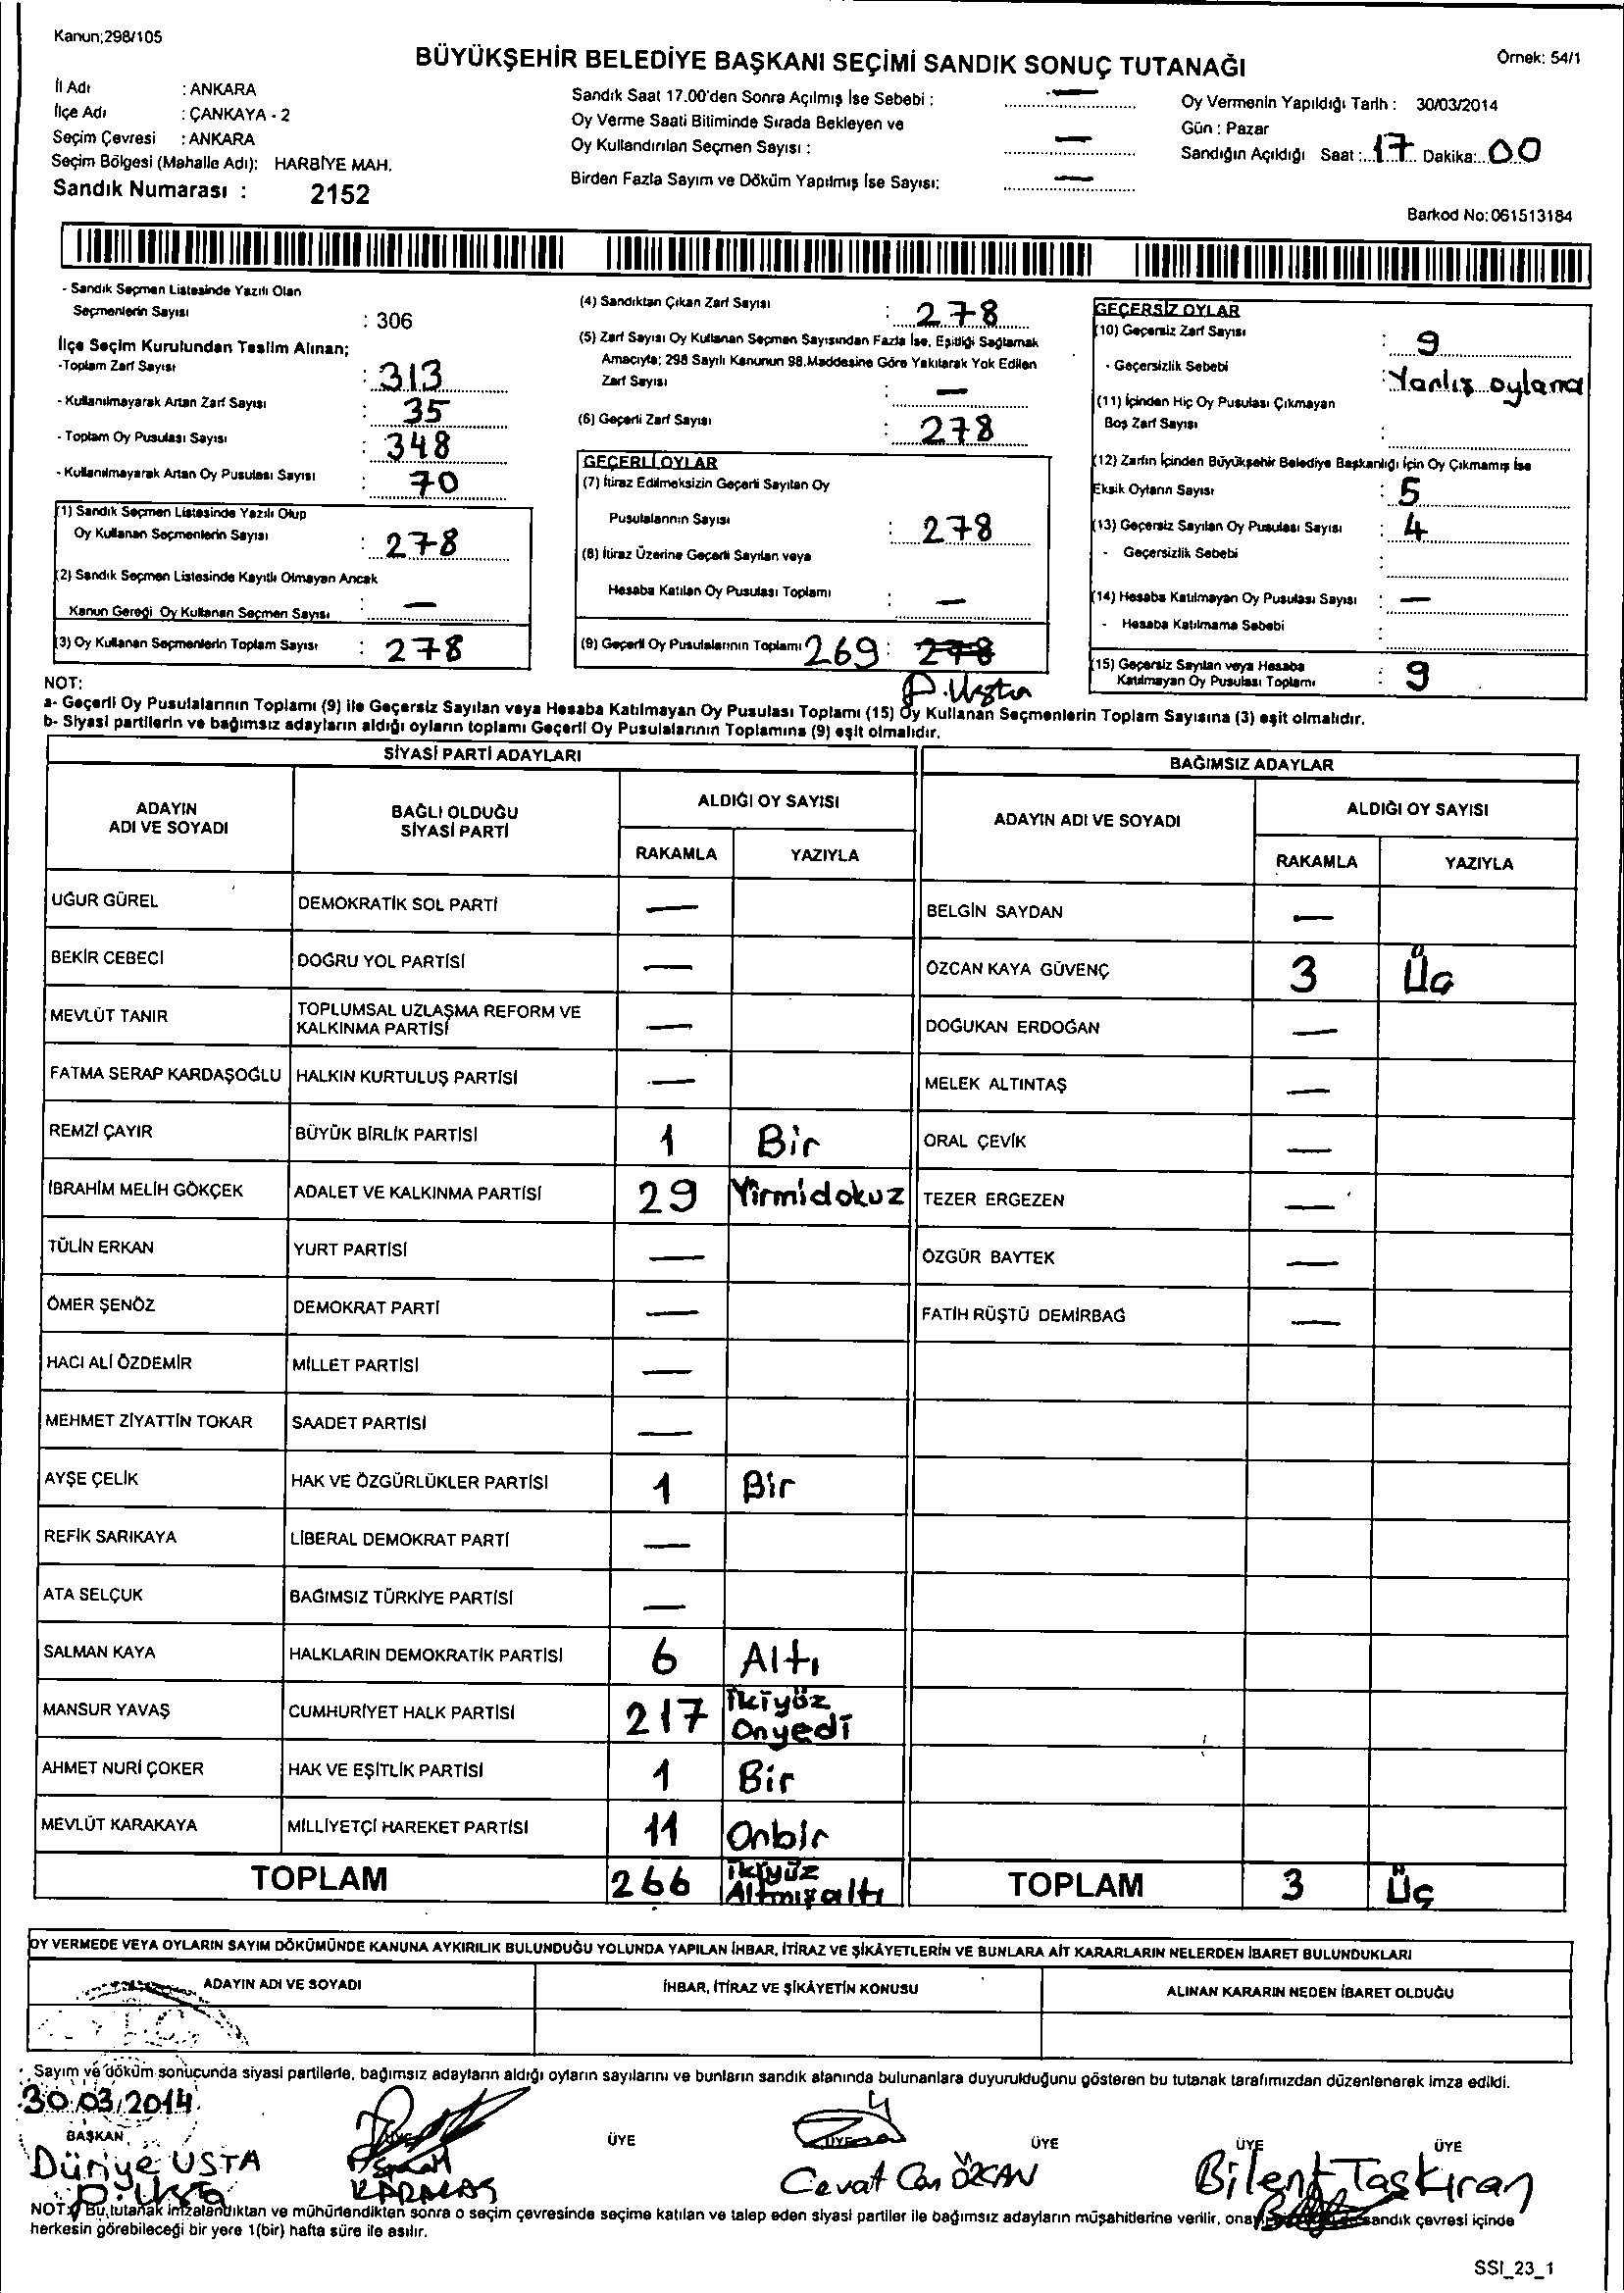 Kanun;298/105
BÜYÜKŞEHİR BELEDİYE BAŞKANI SEÇİMİ SANDIK SONUÇ TUTANAĞI
Örnek: 54/1
İl Adı : ANKARA
İlçe Adı : ÇANKAYA - 2
Seçim Çevresi : ANKARA
Seçim Bölgesi (Mahalle Adı): HARBİYE MAH.
Sandık Numarası : 2152
Sandık Saat 17.00'den Sonra Açılmış İse Sebebi : —
Oy Verme Saati Bitiminde Sırada Bekleyen ve
Oy Kullandırılan Seçmen Sayısı : —
Birden Fazla Sayım ve Döküm Yapılmış İse Sayısı: —
Oy Vermenin Yapıldığı Tarih : 30/03/2014
Gün : Pazar
Sandığın Açıldığı Saat :.. 17 .. Dakika:.. 00
Barkod No:061513184
- Sandık Seçmen Listesinde Yazılı Olan
Seçmenlerin Sayısı : 306
İlçe Seçim Kurulundan Teslim Alınan;
-Toplam Zarf Sayısı : 313
- Kullanılmayarak Artan Zarf Sayısı : 35
- Toplam Oy Pusulası Sayısı : 348
- Kullanılmayarak Artan Oy Pusulası Sayısı : 70
(1) Sandık Seçmen Listesinde Yazılı Olup
Oy Kullanan Seçmenlerin Sayısı : 278
(2) Sandık Seçmen Listesinde Kayıtlı Olmayan Ancak
Kanun Gereği Oy Kullanan Seçmen Sayısı : —
(3) Oy Kullanan Seçmenlerin Toplam Sayısı : 278
(4) Sandıktan Çıkan Zarf Sayısı : 278
(5) Zarf Sayısı Oy Kullanan Seçmen Sayısından Fazla İse, Eşitliği Sağlamak
Amacıyla; 298 Sayılı Kanunun 98.Maddesine Göre Yakılarak Yok Edilen
Zarf Sayısı : —
(6) Geçerli Zarf Sayısı : 278
GEÇERLİ OYLAR
(7) İtiraz Edilmeksizin Geçerli Sayılan Oy
Pusulalarının Sayısı : 278
(8) İtiraz Üzerine Geçerli Sayılan veya
Hesaba Katılan Oy Pusulası Toplamı : —
(9) Geçerli Oy Pusulalarının Toplamı 269 : 278
D.Usta
GEÇERSİZ OYLAR
(10) Geçersiz Zarf Sayısı : 9
- Geçersizlik Sebebi : Yanlış oylama
(11) İçinden Hiç Oy Pusulası Çıkmayan
Boş Zarf Sayısı :
(12) Zarfın İçinden Büyükşehir Belediye Başkanlığı İçin Oy Çıkmamış İse
Eksik Oyların Sayısı : 5
(13) Geçersiz Sayılan Oy Pusulası Sayısı : 4
- Geçersizlik Sebebi :
(14) Hesaba Katılmayan Oy Pusulası Sayısı : —
- Hesaba Katılmama Sebebi :
(15) Geçersiz Sayılan veya Hesaba
Katılmayan Oy Pusulası Toplamı : 9
NOT:
a- Geçerli Oy Pusulalarının Toplamı (9) ile Geçersiz Sayılan veya Hesaba Katılmayan Oy Pusulası Toplamı (15) Oy Kullanan Seçmenlerin Toplam Sayısına (3) eşit olmalıdır.
b- Siyasi partilerin ve bağımsız adayların aldığı oyların toplamı Geçerli Oy Pusulalarının Toplamına (9) eşit olmalıdır.
SİYASİ PARTİ ADAYLARI
ADAYIN ADI VE SOYADI
BAĞLI OLDUĞU SİYASİ PARTİ
ALDIĞI OY SAYISI
RAKAMLA YAZIYLA
UĞUR GÜREL DEMOKRATİK SOL PARTİ —
BEKİR CEBECİ DOĞRU YOL PARTİSİ —
MEVLÜT TANIR TOPLUMSAL UZLAŞMA REFORM VE
KALKINMA PARTİSİ —
FATMA SERAP KARDAŞOĞLU HALKIN KURTULUŞ PARTİSİ —
REMZİ ÇAYIR BÜYÜK BİRLİK PARTİSİ 1 Bir
İBRAHİM MELİH GÖKÇEK ADALET VE KALKINMA PARTİSİ 29 Yirmidokuz
TÜLİN ERKAN YURT PARTİSİ —
ÖMER ŞENÖZ DEMOKRAT PARTİ —
HACI ALİ ÖZDEMİR MİLLET PARTİSİ —
MEHMET ZİYATTİN TOKAR SAADET PARTİSİ —
AYŞE ÇELİK HAK VE ÖZGÜRLÜKLER PARTİSİ 1 Bir
REFİK SARIKAYA LİBERAL DEMOKRAT PARTİ —
ATA SELÇUK BAĞIMSIZ TÜRKİYE PARTİSİ —
SALMAN KAYA HALKLARIN DEMOKRATİK PARTİSİ 6 Altı
MANSUR YAVAŞ CUMHURİYET HALK PARTİSİ 217 İkiyüz
Onyedi
AHMET NURİ ÇOKER HAK VE EŞİTLİK PARTİSİ 1 Bir
MEVLÜT KARAKAYA MİLLİYETÇİ HAREKET PARTİSİ 11 Onbir
TOPLAM 266 İkiyüz
Altmışaltı
BAĞIMSIZ ADAYLAR
ADAYIN ADI VE SOYADI
ALDIĞI OY SAYISI
RAKAMLA YAZIYLA
BELGİN SAYDAN —
ÖZCAN KAYA GÜVENÇ 3 Üç
DOĞUKAN ERDOĞAN —
MELEK ALTINTAŞ —
ORAL ÇEVİK —
TEZER ERGEZEN —
ÖZGÜR BAYTEK —
FATİH RÜŞTÜ DEMİRBAĞ —
TOPLAM 3 Üç
OY VERMEDE VEYA OYLARIN SAYIM DÖKÜMÜNDE KANUNA AYKIRILIK BULUNDUĞU YOLUNDA YAPILAN İHBAR, İTİRAZ VE ŞİKÂYETLERİN VE BUNLARA AİT KARARLARIN NELERDEN İBARET BULUNDUKLARI
ADAYIN ADI VE SOYADI İHBAR, İTİRAZ VE ŞİKÂYETİN KONUSU ALINAN KARARIN NEDEN İBARET OLDUĞU
Sayım ve döküm sonucunda siyasi partilerle, bağımsız adayların aldığı oyların sayılarını ve bunların sandık alanında bulunanlara duyurulduğunu gösteren bu tutanak tarafımızdan düzenlenerek imza edildi.
30.03.2014
BAŞKAN ÜYE ÜYE ÜYE ÜYE ÜYE
Düriye USTA
D.Usta
Cevat Can ÖZCAN
Bilent Taşkıran
NOT: Bu tutanak imzalandıktan ve mühürlendikten sonra o seçim çevresinde seçime katılan ve talep eden siyasi partiler ile bağımsız adayların müşahitlerine verilir, sandık çevresi içinde
herkesin görebileceği bir yere 1(bir) hafta süre ile asılır.
SSI_23_1